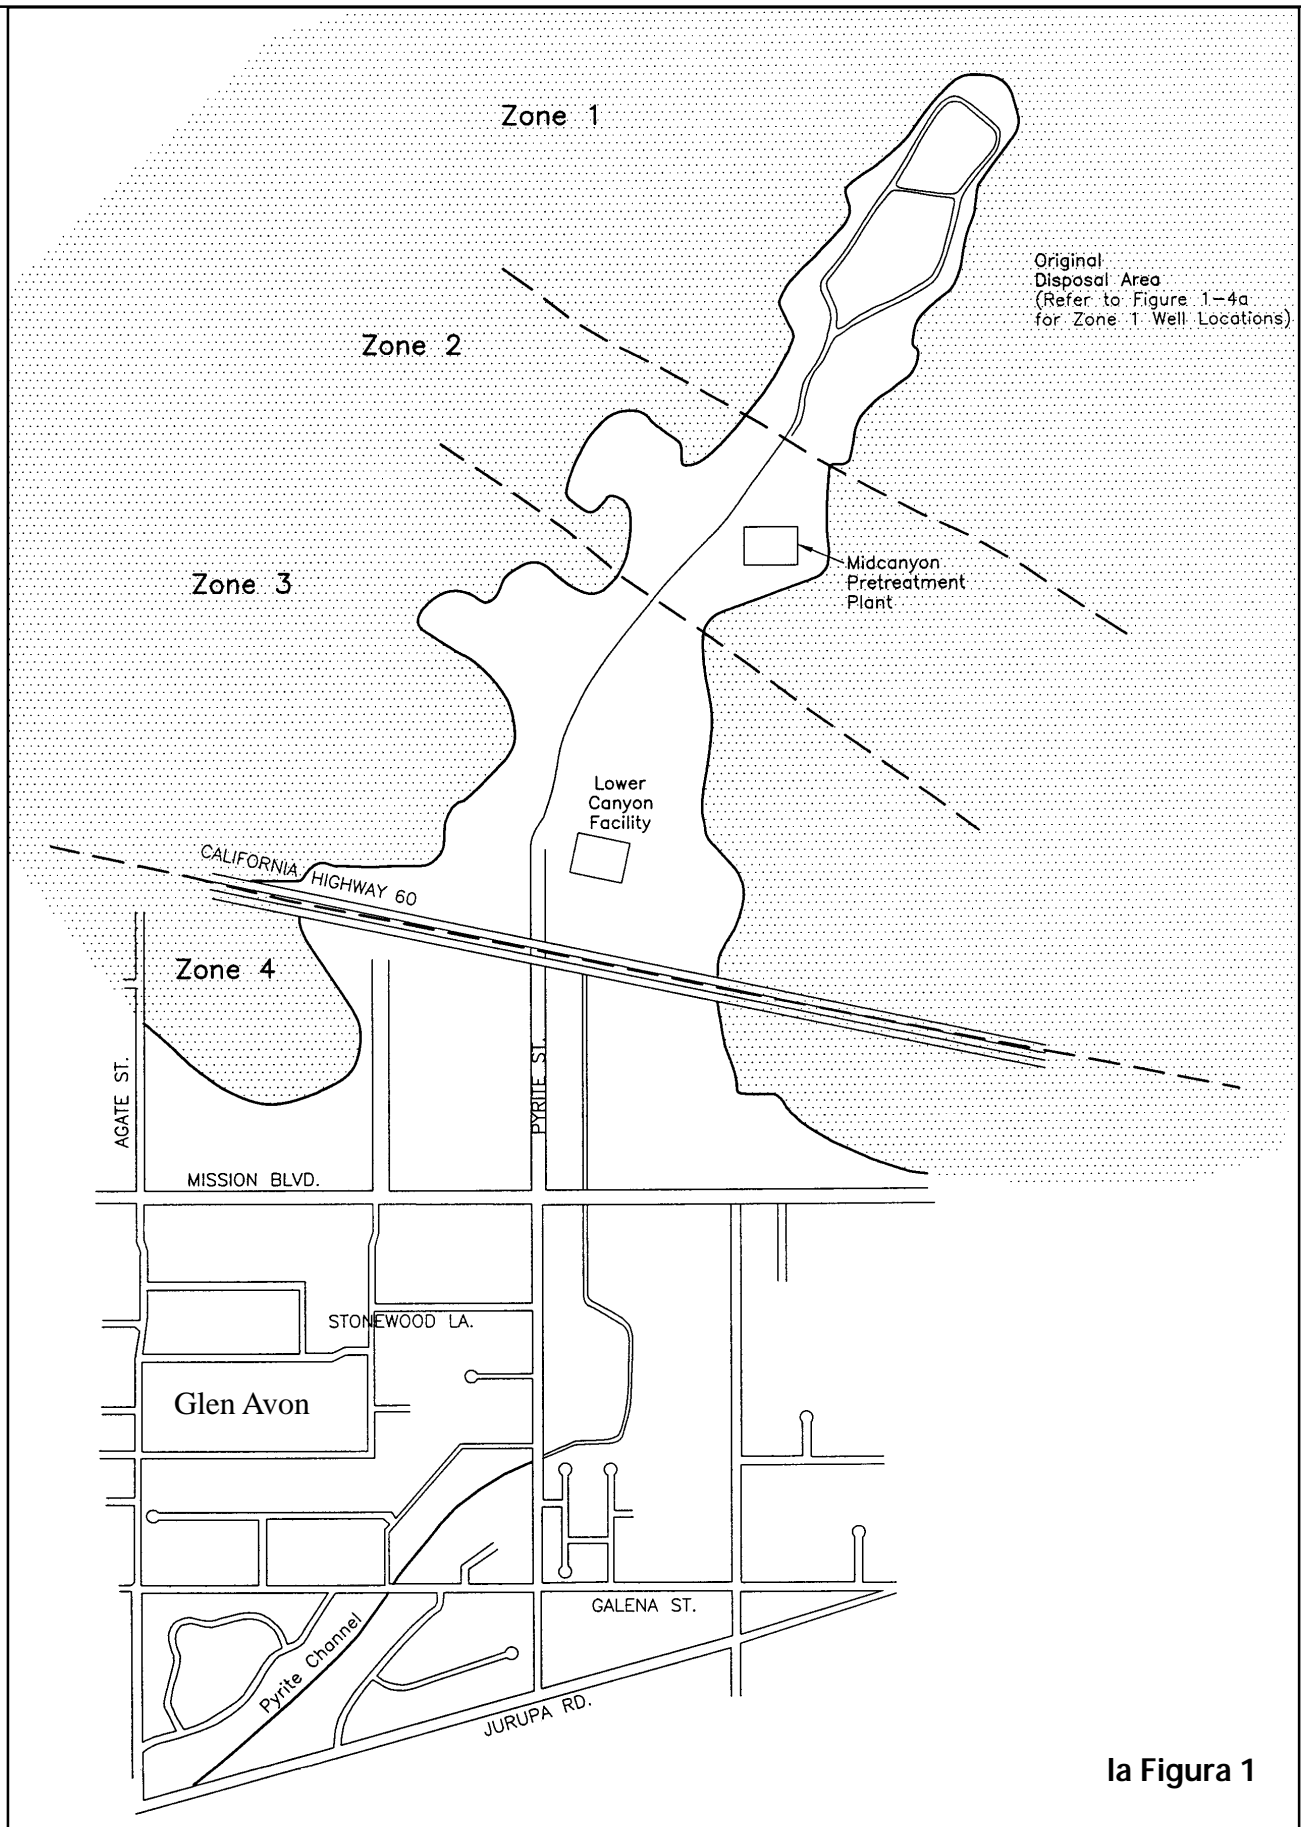 Zone 1
Original
Disposal Area
(Refer to Figure 1-4a
for Zone 1 Well Locations)
Zone 2
Midcanyon
Pretreatment
Plant
Zone 3
Lower
Canyon
Facility
CALIFORNIA HIGHWAY 60
Zone 4
AGATE ST.
PYRITE ST.
MISSION BLVD.
STONEWOOD LA.
Glen Avon
GALENA ST.
Pyrite Channel
JURUPA RD.
la Figura 1